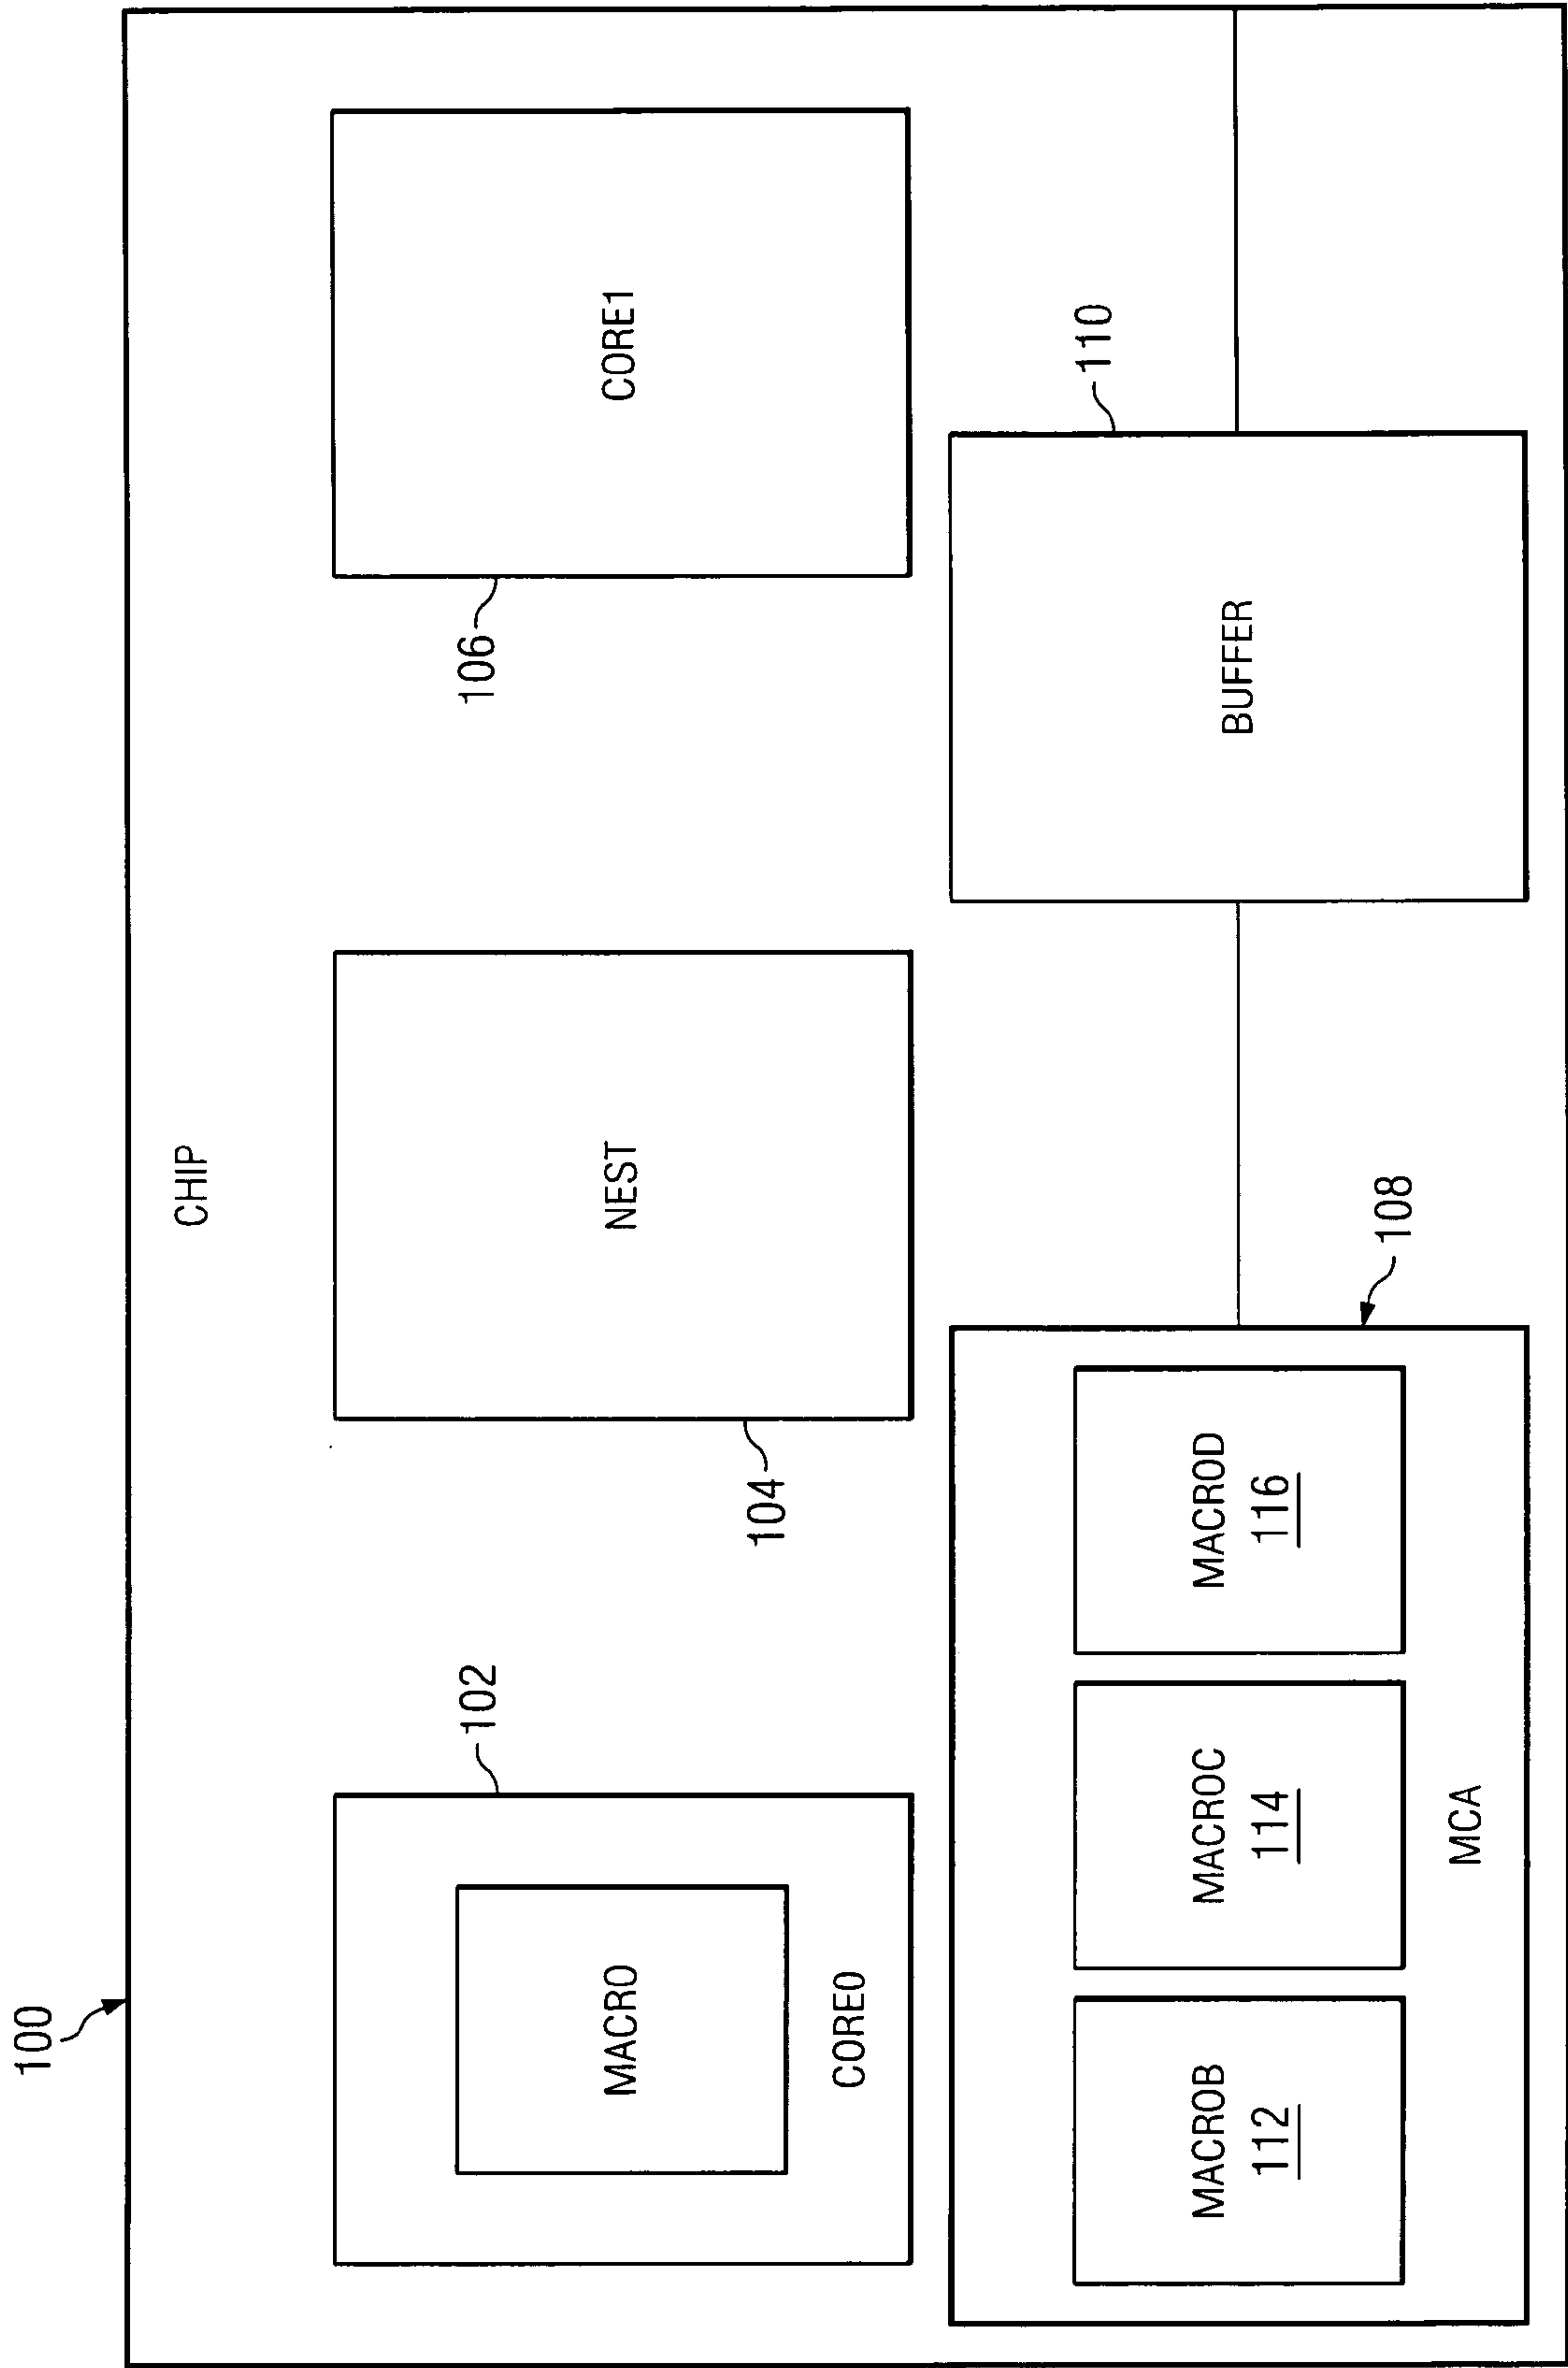 100
CHIP
102
104
106
MACRO
NEST
CORE1
CORE0
108
110
MACROB
112
MACROC
114
MACROD
116
BUFFER
MCA